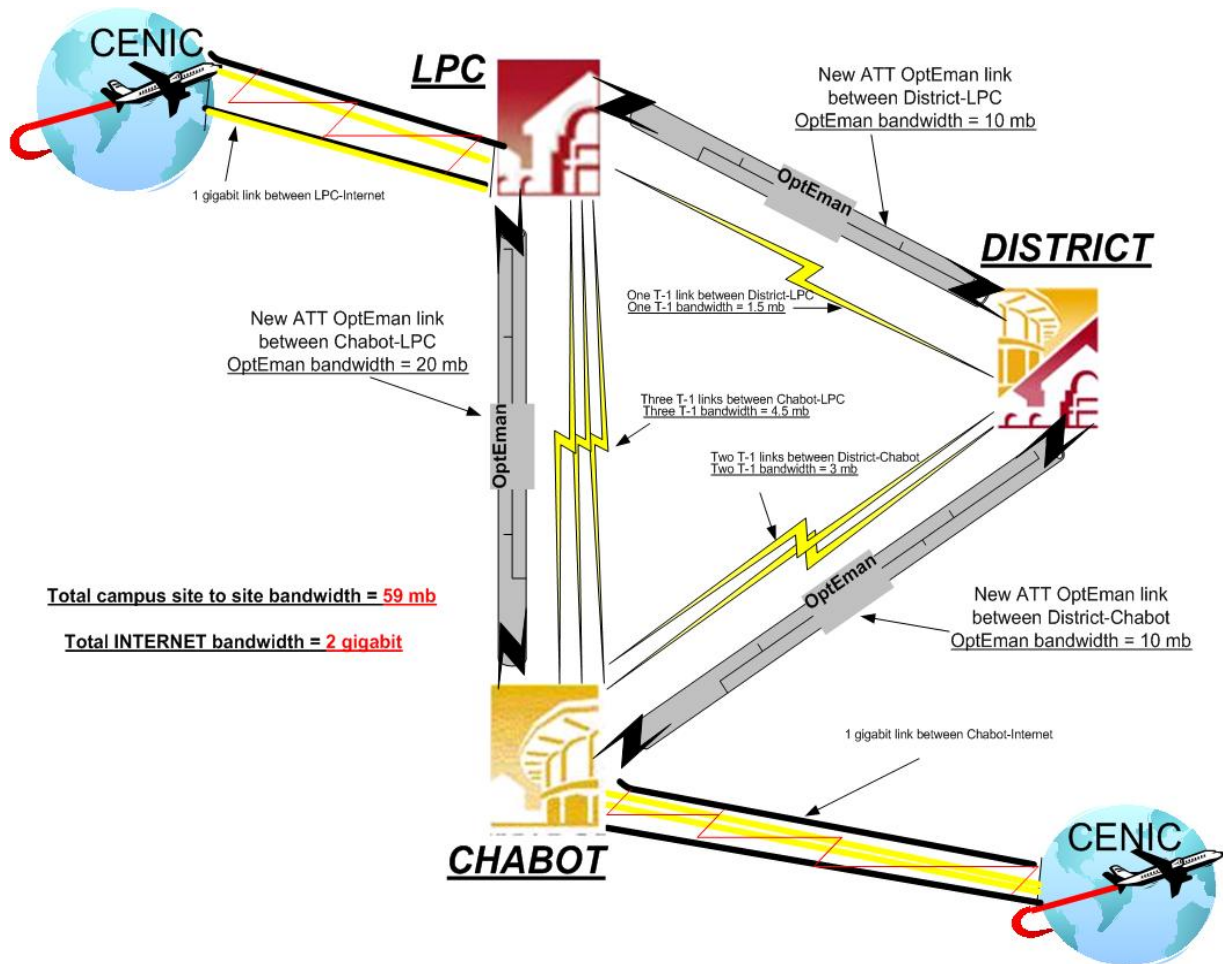 CENIC
LPC
New ATT OptEman link
between District-LPC
OptEman bandwidth = 10 mb
OptEman
1 gigabit link between LPC-Internet
DISTRICT
One T-1 link between District-LPC
One T-1 bandwidth = 1.5 mb
New ATT OptEman link
between Chabot-LPC
OptEman bandwidth = 20 mb
OptEman
Three T-1 links between Chabot-LPC
Three T-1 bandwidth = 4.5 mb
Two T-1 links between District-Chabot
Two T-1 bandwidth = 3 mb
OptEman
Total campus site to site bandwidth = 59 mb
Total INTERNET bandwidth = 2 gigabit
New ATT OptEman link
between District-Chabot
OptEman bandwidth = 10 mb
1 gigabit link between Chabot-Internet
CHABOT
CENIC